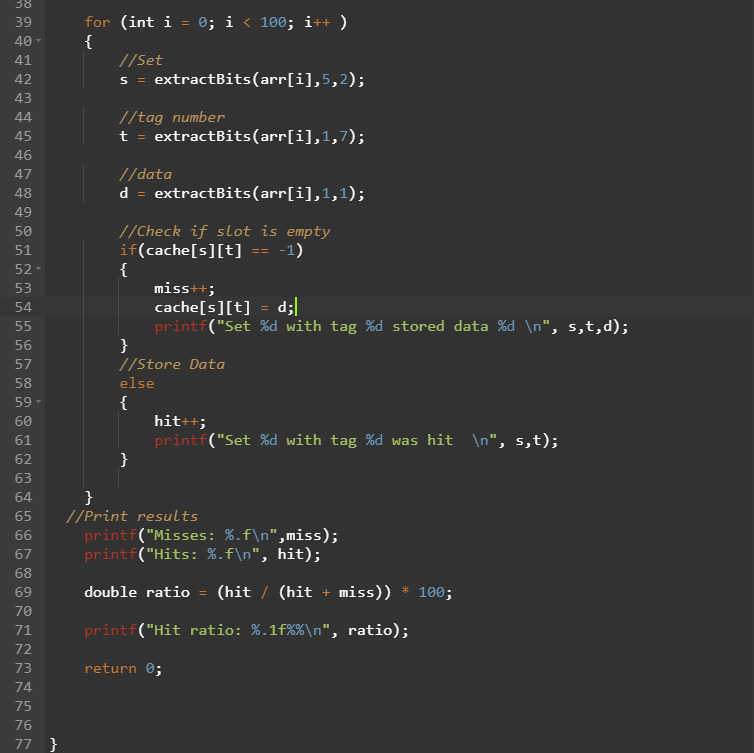 38
39 for (int i = 0; i < 100; i++ )
40 {
41 //Set
42 s = extractBits(arr[i],5,2);
43
44 //tag number
45 t = extractBits(arr[i],1,7);
46
47 //data
48 d = extractBits(arr[i],1,1);
49
50 //Check if slot is empty
51 if(cache[s][t] == -1)
52 {
53 miss++;
54 cache[s][t] = d;
55 printf("Set %d with tag %d stored data %d \n", s,t,d);
56 }
57 //Store Data
58 else
59 {
60 hit++;
61 printf("Set %d with tag %d was hit  \n", s,t);
62 }
63
64 }
65 //Print results
66 printf("Misses: %.f\n",miss);
67 printf("Hits: %.f\n", hit);
68
69 double ratio = (hit / (hit + miss)) * 100;
70
71 printf("Hit ratio: %.1f%%\n", ratio);
72
73 return 0;
74
75
76
77 }